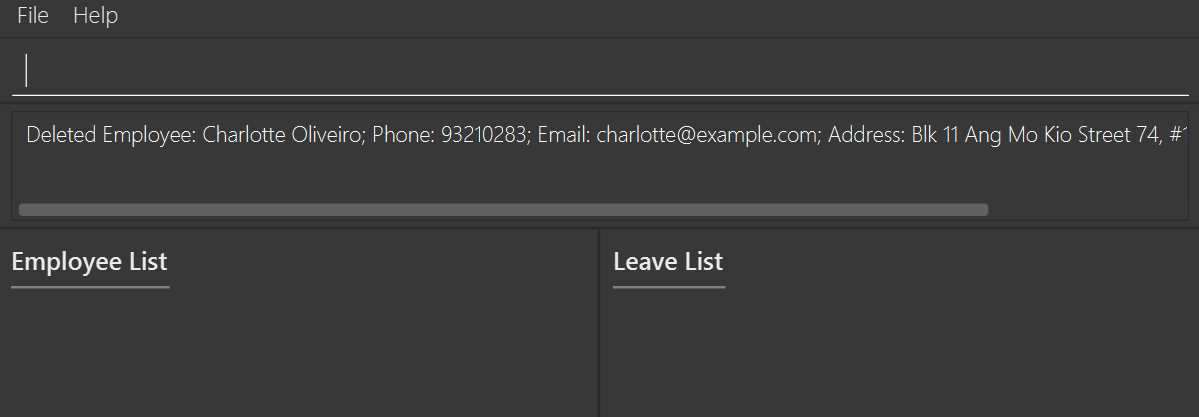 File Help
Deleted Employee: Charlotte Oliveiro; Phone: 93210283; Email: charlotte@example.com; Address: Blk 11 Ang Mo Kio Street 74, #1
Employee List
Leave List